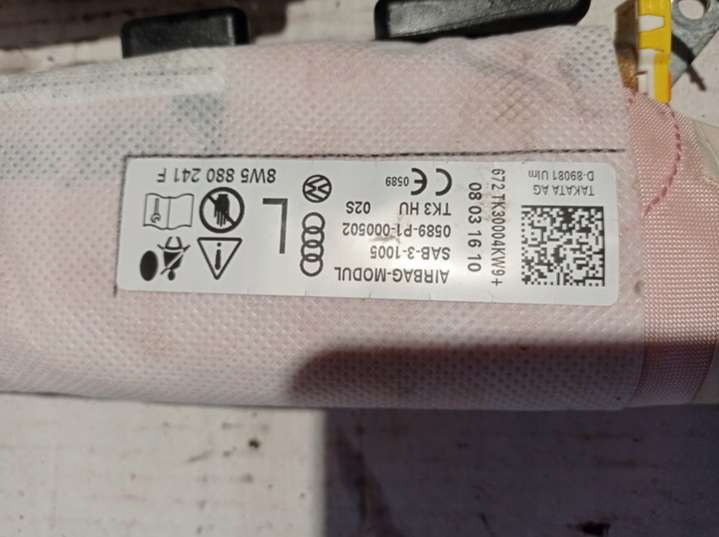 TAKATA AG
D-89081 Ulm
672 TK30004KW9+
08 03 16 10
AIRBAG-MODUL
SAB-3-1005
0589-P1-000502
TK3 HU 02S
0589
L
8W5 880 241 F